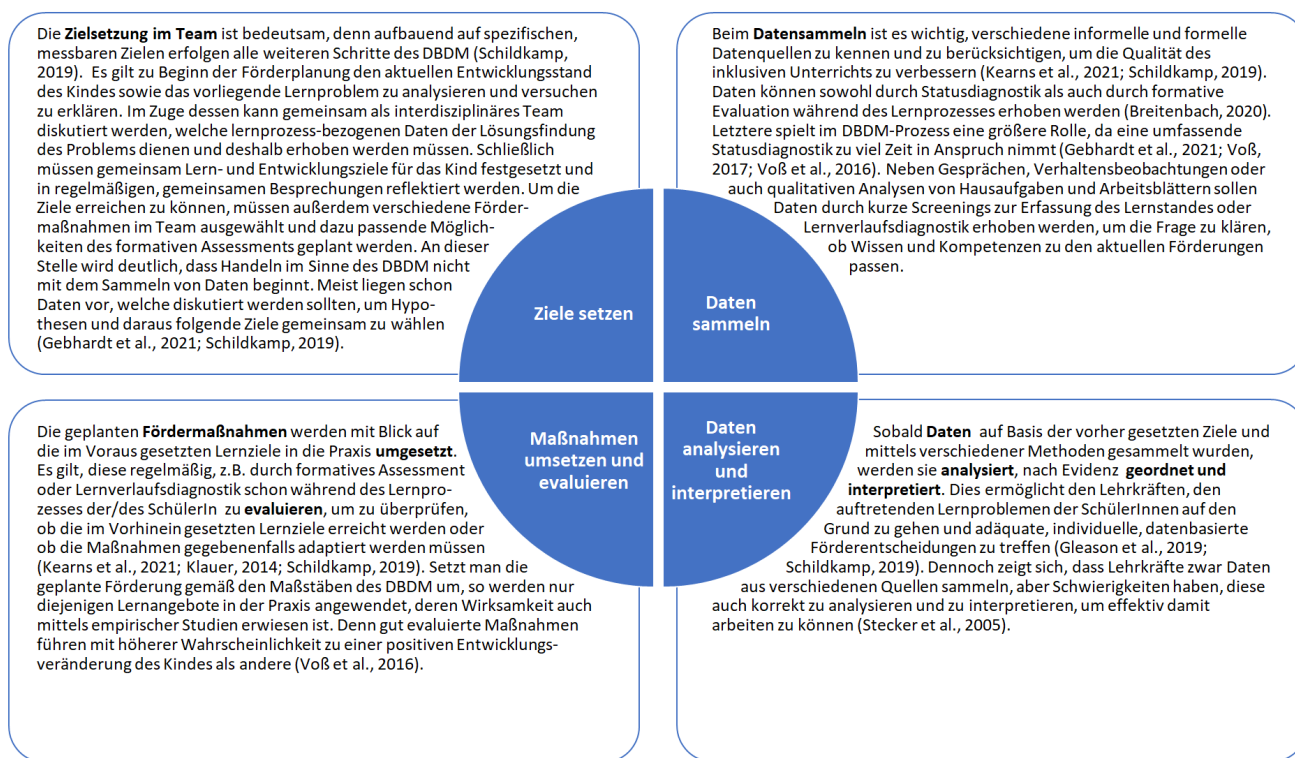 Die Zielsetzung im Team ist bedeutsam, denn aufbauend auf spezifischen,
messbaren Zielen erfolgen alle weiteren Schritte des DBDM (Schildkamp,
2019).  Es gilt zu Beginn der Förderplanung den aktuellen Entwicklungsstand
des Kindes sowie das vorliegende Lernproblem zu analysieren und versuchen
zu erklären. Im Zuge dessen kann gemeinsam als interdisziplinäres Team
diskutiert werden, welche lernprozess-bezogenen Daten der Lösungsfindung
des Problems dienen und deshalb erhoben werden müssen. Schließlich
müssen gemeinsam Lern- und Entwicklungsziele für das Kind festgesetzt und
in regelmäßigen, gemeinsamen Besprechungen reflektiert werden. Um die
Ziele erreichen zu können, müssen außerdem verschiedene Förder-
maßnahmen im Team ausgewählt und dazu passende Möglich-
keiten des formativen Assessments geplant werden. An dieser
Stelle wird deutlich, dass Handeln im Sinne des DBDM nicht
mit dem Sammeln von Daten beginnt. Meist liegen schon
Daten vor, welche diskutiert werden sollten, um Hypo-
thesen und daraus folgende Ziele gemeinsam zu wählen
(Gebhardt et al., 2021; Schildkamp, 2019).
Beim Datensammeln ist es wichtig, verschiedene informelle und formelle
Datenquellen zu kennen und zu berücksichtigen, um die Qualität des
inklusiven Unterrichts zu verbessern (Kearns et al., 2021; Schildkamp, 2019).
Daten können sowohl durch Statusdiagnostik als auch durch formative
Evaluation während des Lernprozesses erhoben werden (Breitenbach, 2020).
Letztere spielt im DBDM-Prozess eine größere Rolle, da eine umfassende
Statusdiagnostik zu viel Zeit in Anspruch nimmt (Gebhardt et al., 2021; Voß,
2017; Voß et al., 2016). Neben Gesprächen, Verhaltensbeobachtungen oder
auch qualitativen Analysen von Hausaufgaben und Arbeitsblättern sollen
Daten durch kurze Screenings zur Erfassung des Lernstandes oder
Lernverlaufsdiagnostik erhoben werden, um die Frage zu klären,
ob Wissen und Kompetenzen zu den aktuellen Förderungen
passen.
Ziele setzen
Daten
sammeln
Maßnahmen
umsetzen und
evaluieren
Daten
analysieren
und
interpretieren
Die geplanten Fördermaßnahmen werden mit Blick auf
die im Voraus gesetzten Lernziele in die Praxis umgesetzt.
Es gilt, diese regelmäßig, z.B. durch formatives Assessment
oder Lernverlaufsdiagnostik schon während des Lernpro-
zesses der/des SchülerIn  zu evaluieren, um zu überprüfen,
ob die im Vorhinein gesetzten Lernziele erreicht werden oder
ob die Maßnahmen gegebenenfalls adaptiert werden müssen
(Kearns et al., 2021; Klauer, 2014; Schildkamp, 2019). Setzt man die
geplante Förderung gemäß den Maßstäben des DBDM um, so werden nur
diejenigen Lernangebote in der Praxis angewendet, deren Wirksamkeit auch
mittels empirischer Studien erwiesen ist. Denn gut evaluierte Maßnahmen
führen mit höherer Wahrscheinlichkeit zu einer positiven Entwicklungs-
veränderung des Kindes als andere (Voß et al., 2016).
Sobald Daten  auf Basis der vorher gesetzten Ziele und
mittels verschiedener Methoden gesammelt wurden,
werden sie analysiert, nach Evidenz  geordnet und
interpretiert. Dies ermöglicht den Lehrkräften, den
auftretenden Lernproblemen der SchülerInnen auf den
Grund zu gehen und adäquate, individuelle, datenbasierte
Förderentscheidungen zu treffen (Gleason et al., 2019;
Schildkamp, 2019). Dennoch zeigt sich, dass Lehrkräfte zwar Daten
aus verschiedenen Quellen sammeln, aber Schwierigkeiten haben, diese
auch korrekt zu analysieren und zu interpretieren, um effektiv damit
arbeiten zu können (Stecker et al., 2005).